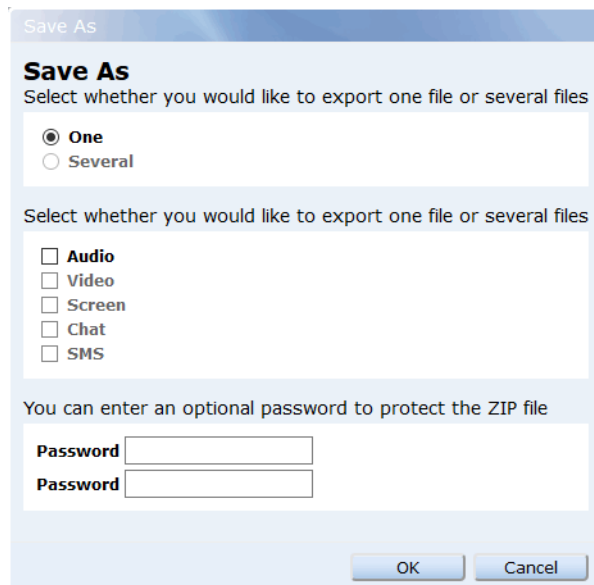 Save As
Save As
Select whether you would like to export one file or several files
One
Several
Select whether you would like to export one file or several files
Audio
Video
Screen
Chat
SMS
You can enter an optional password to protect the ZIP file
Password
Password
OK Cancel